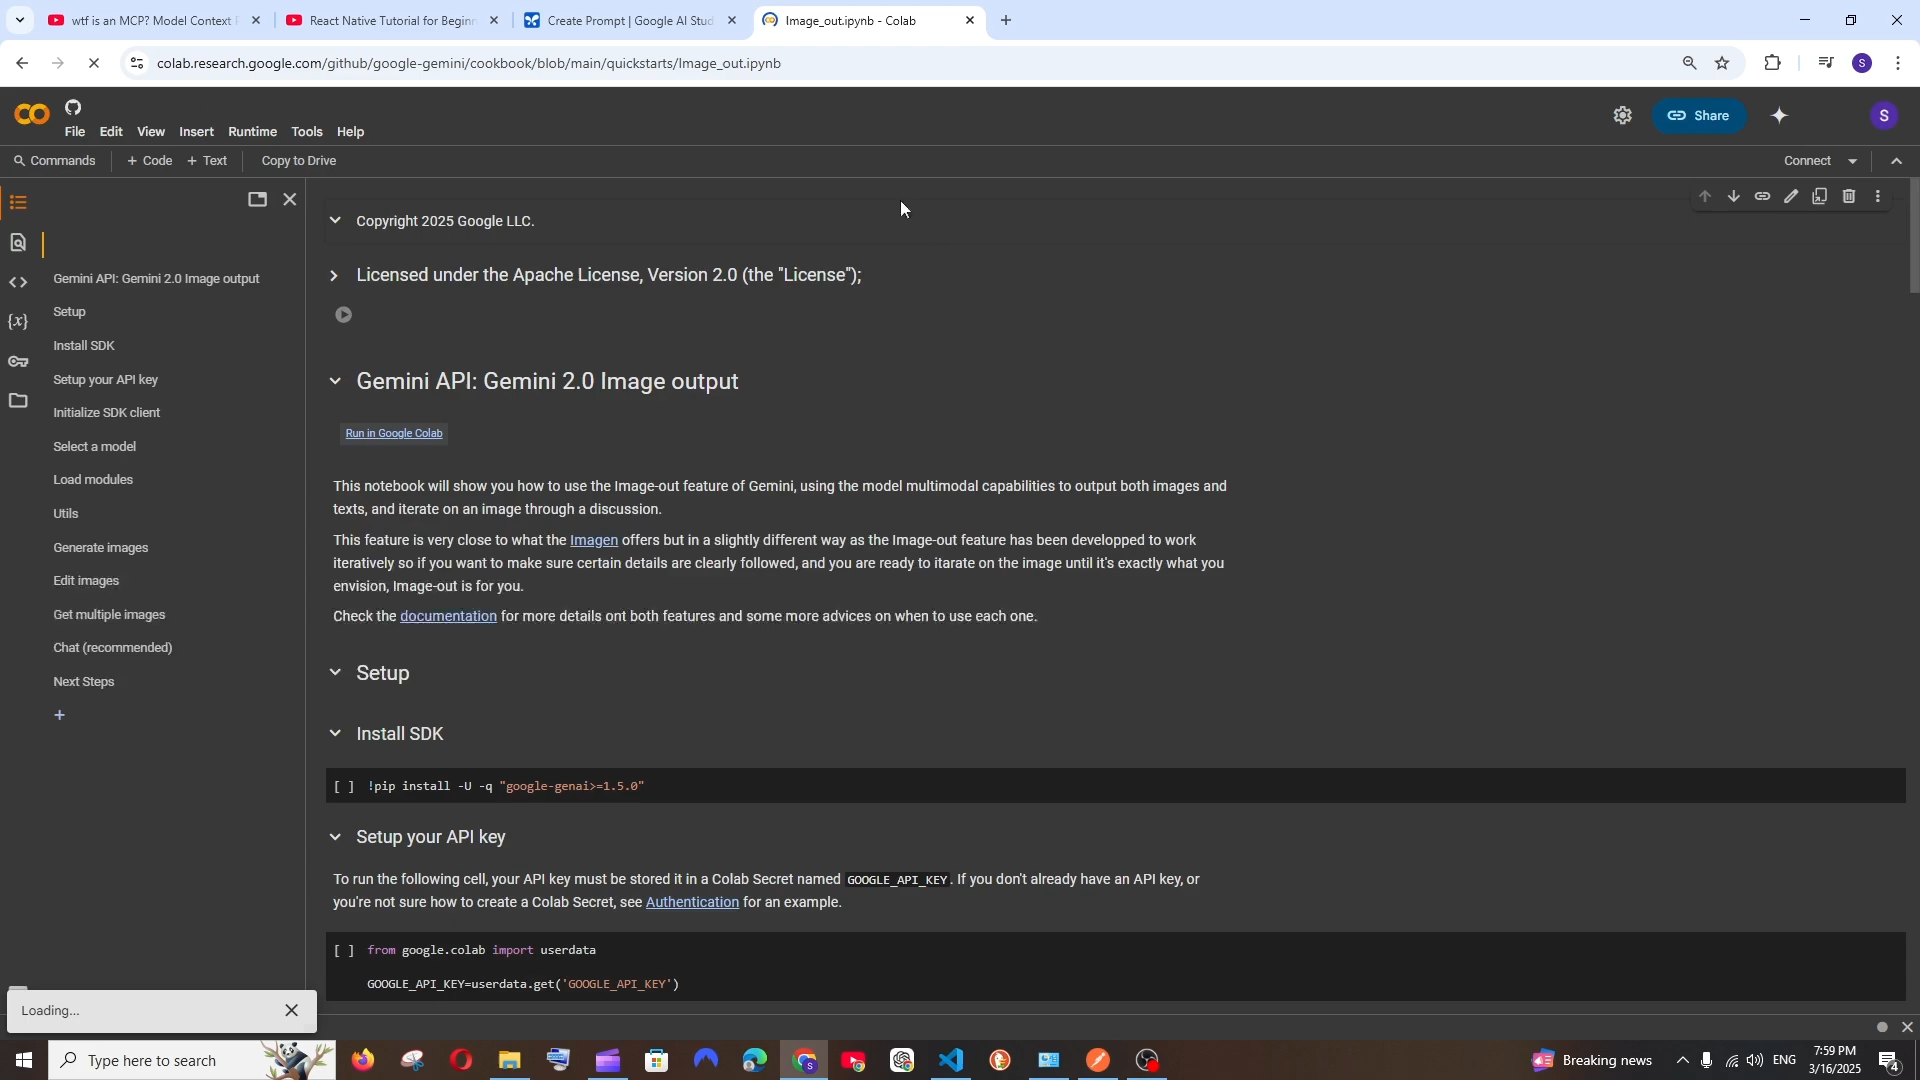 wtf is an MCP? Model Context
React Native Tutorial for Beginn
Create Prompt | Google AI Stud
Image_out.ipynb - Colab
colab.research.google.com/github/google-gemini/cookbook/blob/main/quickstarts/Image_out.ipynb
S
File Edit View Insert Runtime Tools Help
Share
S
Commands + Code + Text Copy to Drive
Connect
Copyright 2025 Google LLC.
Licensed under the Apache License, Version 2.0 (the "License");
Gemini API: Gemini 2.0 Image output
Setup
Install SDK
Setup your API key
Initialize SDK client
Select a model
Load modules
Utils
Generate images
Edit images
Get multiple images
Chat (recommended)
Next Steps
+
Gemini API: Gemini 2.0 Image output
Run in Google Colab
This notebook will show you how to use the Image-out feature of Gemini, using the model multimodal capabilities to output both images and
texts, and iterate on an image through a discussion.
This feature is very close to what the Imagen offers but in a slightly different way as the Image-out feature has been developped to work
iteratively so if you want to make sure certain details are clearly followed, and you are ready to itarate on the image until it's exactly what you
envision, Image-out is for you.
Check the documentation for more details ont both features and some more advices on when to use each one.
Setup
Install SDK
[ ] !pip install -U -q "google-genai>=1.5.0"
Setup your API key
To run the following cell, your API key must be stored it in a Colab Secret named GOOGLE_API_KEY. If you don't already have an API key, or
you're not sure how to create a Colab Secret, see Authentication for an example.
[ ] from google.colab import userdata
GOOGLE_API_KEY=userdata.get('GOOGLE_API_KEY')
Loading...
Type here to search
Breaking news
ENG
7:59 PM
3/16/2025
4